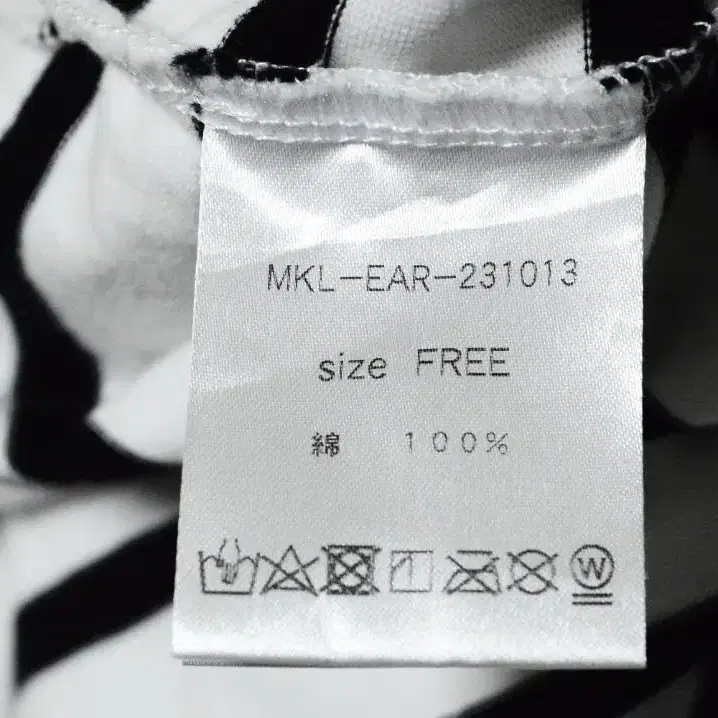 MKL-EAR-231013
size FREE
綿 100%
W